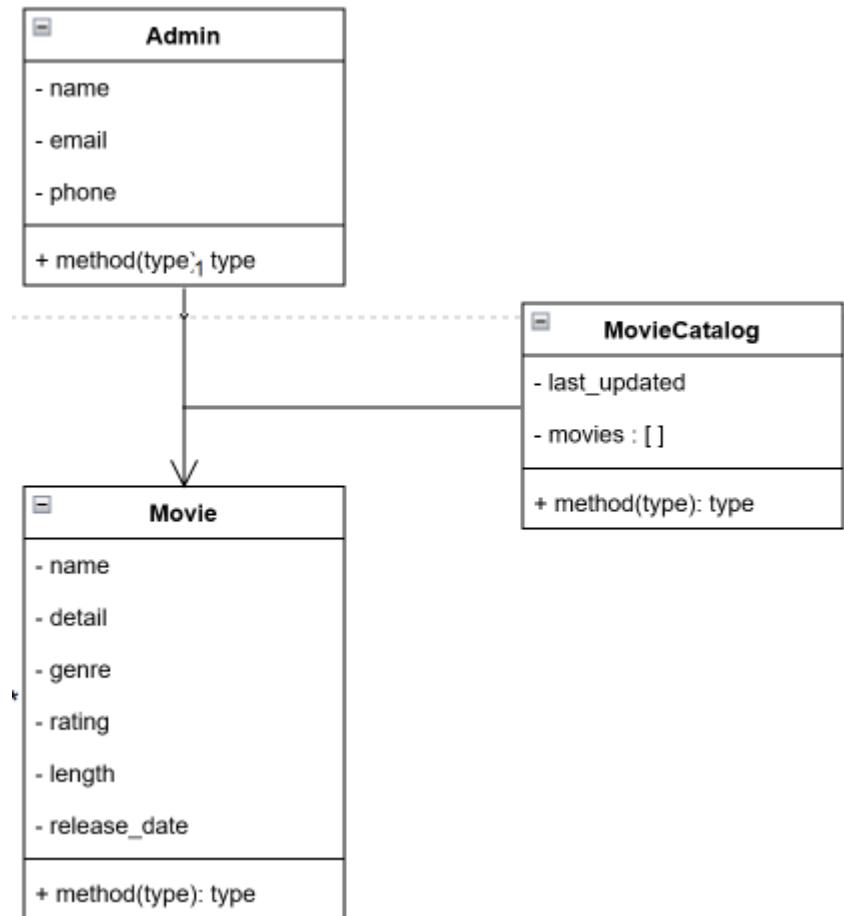 Admin
- name
- email
- phone
+ method(type): type
1
MovieCatalog
- last_updated
- movies : [ ]
+ method(type): type
Movie
- name
- detail
- genre
*
- rating
- length
- release_date
+ method(type): type